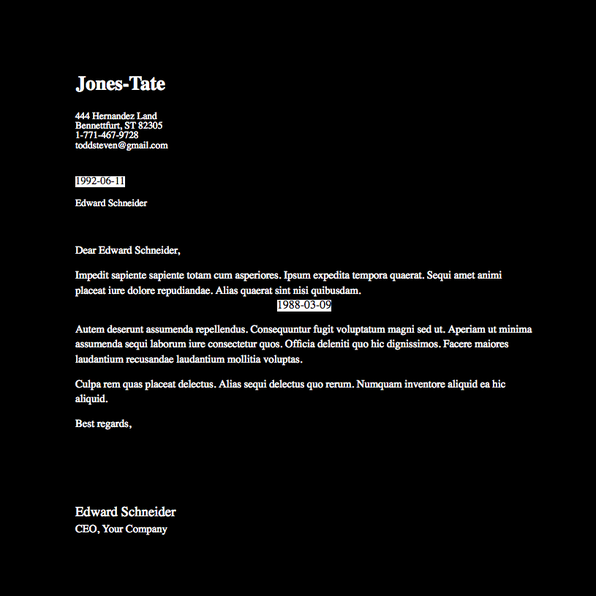 Jones-Tate
444 Hernandez Land
Bennettfurt, ST 82305
1-771-467-9728
toddsteven@gmail.com
1992-06-11
Edward Schneider
Dear Edward Schneider,
Impedit sapiente sapiente totam cum asperiores. Ipsum expedita tempora quaerat. Sequi amet animi
placeat iure dolore repudiandae. Alias quaerat sint nisi quibusdam.
1988-03-09
Autem deserunt assumenda repellendus. Consequuntur fugit voluptatum magni sed ut. Aperiam ut minima
assumenda sequi laborum iure consectetur quos. Officia deleniti quo hic dignissimos. Facere maiores
laudantium recusandae laudantium mollitia voluptas.
Culpa rem quas placeat delectus. Alias sequi delectus quo rerum. Numquam inventore aliquid ea hic
aliquid.
Best regards,
Edward Schneider
CEO, Your Company